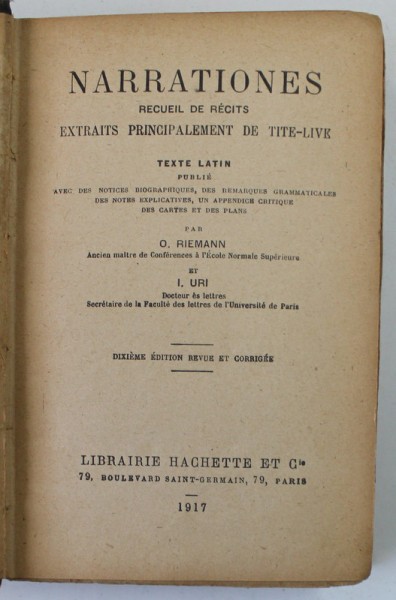 NARRATIONES
RECUEIL DE RÉCITS
EXTRAITS PRINCIPALEMENT DE TITE-LIVE
TEXTE LATIN
PUBLIÉ
AVEC DES NOTICES BIOGRAPHIQUES, DES REMARQUES GRAMMATICALES
DES NOTES EXPLICATIVES, UN APPENDICE CRITIQUE
DES CARTES ET DES PLANS
PAR
O. RIEMANN
Ancien maître de Conférences à l'École Normale Supérieure
ET
I. URI
Docteur ès lettres
Secrétaire de la Faculté des lettres de l'Université de Paris
DIXIÈME ÉDITION REVUE ET CORRIGÉE
LIBRAIRIE HACHETTE ET Cie
79, BOULEVARD SAINT-GERMAIN, 79, PARIS
1917